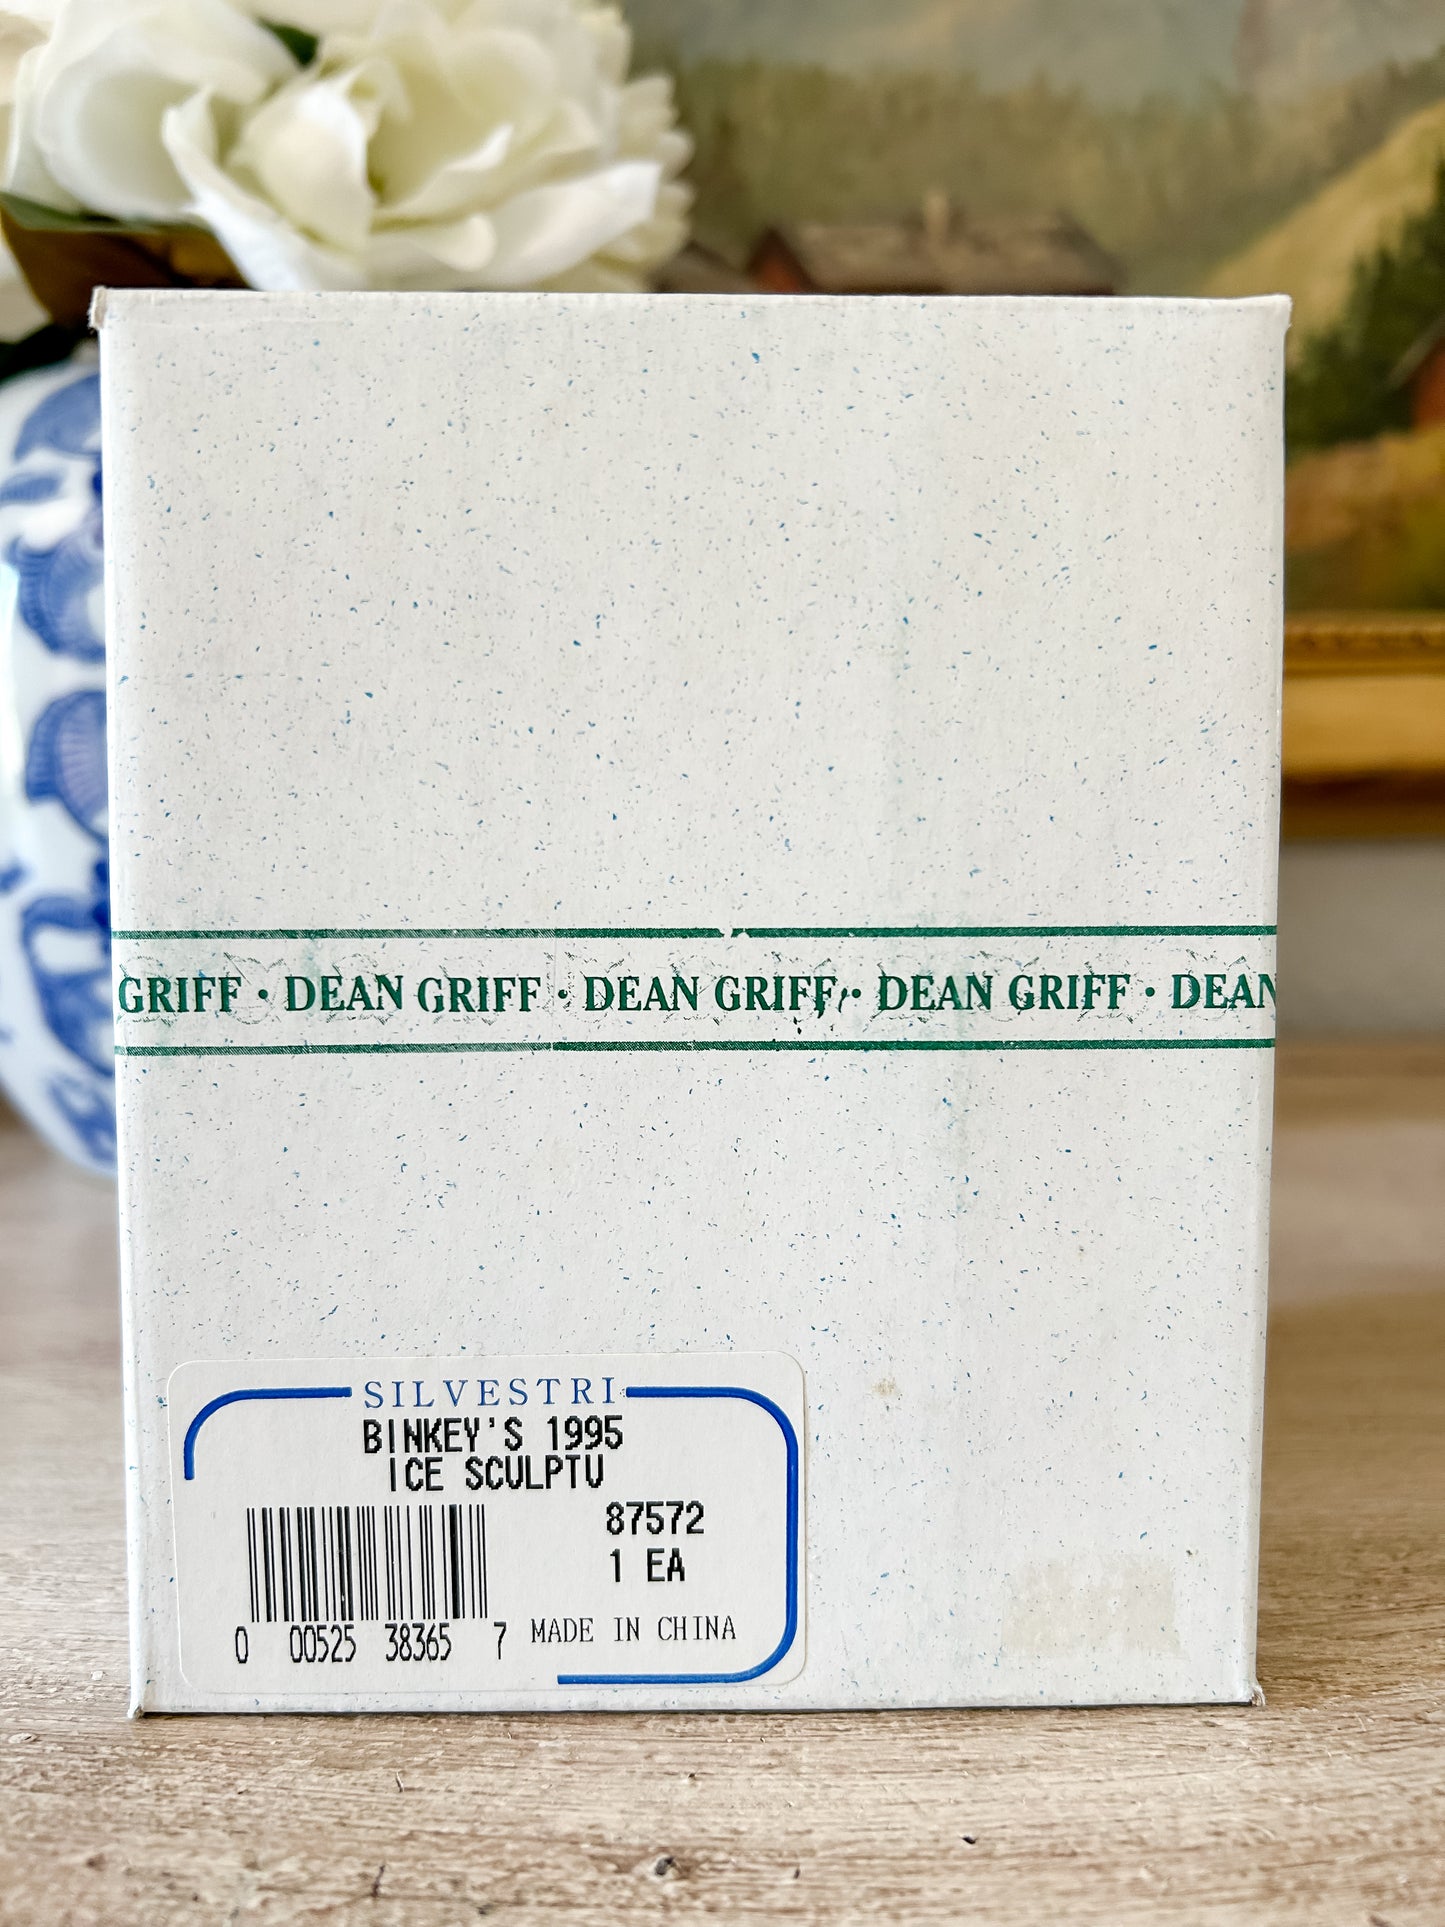 GRIFF • DEAN GRIFF • DEAN GRIFF • DEAN GRIFF • DEAN
SILVESTRI
BINKEY'S 1995
ICE SCULPTU
87572
1 EA
0 00525 38365 7
MADE IN CHINA